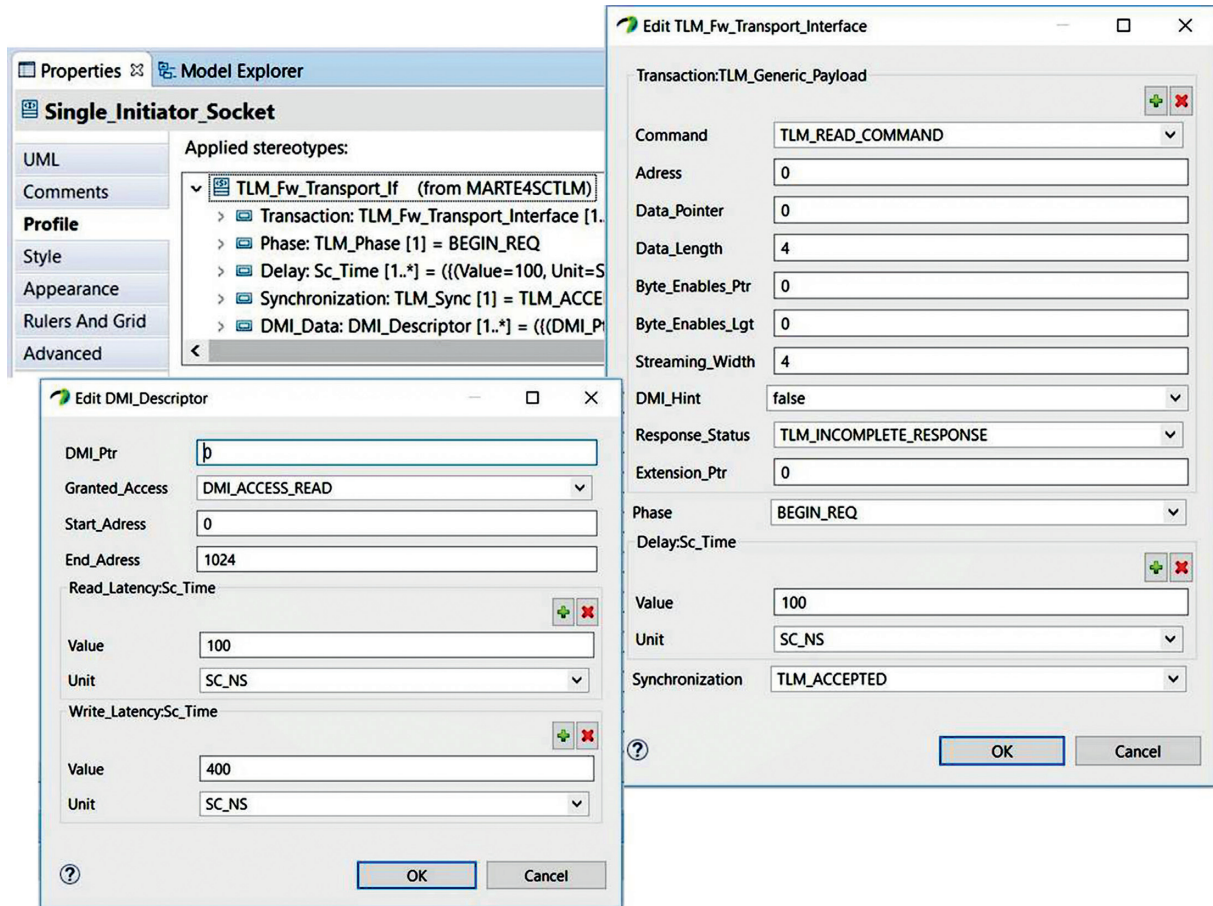 Properties
Model Explorer
Single_Initiator_Socket
UML
Comments
Profile
Style
Appearance
Rulers And Grid
Advanced
Applied stereotypes:
TLM_Fw_Transport_If (from MARTE4SCTLM)
Transaction: TLM_Fw_Transport_Interface [1..
Phase: TLM_Phase [1] = BEGIN_REQ
Delay: Sc_Time [1..*] = ({(Value=100, Unit=S
Synchronization: TLM_Sync [1] = TLM_ACCE
DMI_Data: DMI_Descriptor [1..*] = ({(DMI_Pt
Edit TLM_Fw_Transport_Interface
Transaction:TLM_Generic_Payload
Command TLM_READ_COMMAND
Adress 0
Data_Pointer 0
Data_Length 4
Byte_Enables_Ptr 0
Byte_Enables_Lgt 0
Streaming_Width 4
DMI_Hint false
Response_Status TLM_INCOMPLETE_RESPONSE
Extension_Ptr 0
Phase BEGIN_REQ
Delay:Sc_Time
Value 100
Unit SC_NS
Synchronization TLM_ACCEPTED
OK Cancel
Edit DMI_Descriptor
DMI_Ptr 0
Granted_Access DMI_ACCESS_READ
Start_Adress 0
End_Adress 1024
Read_Latency:Sc_Time
Value 100
Unit SC_NS
Write_Latency:Sc_Time
Value 400
Unit SC_NS
OK Cancel